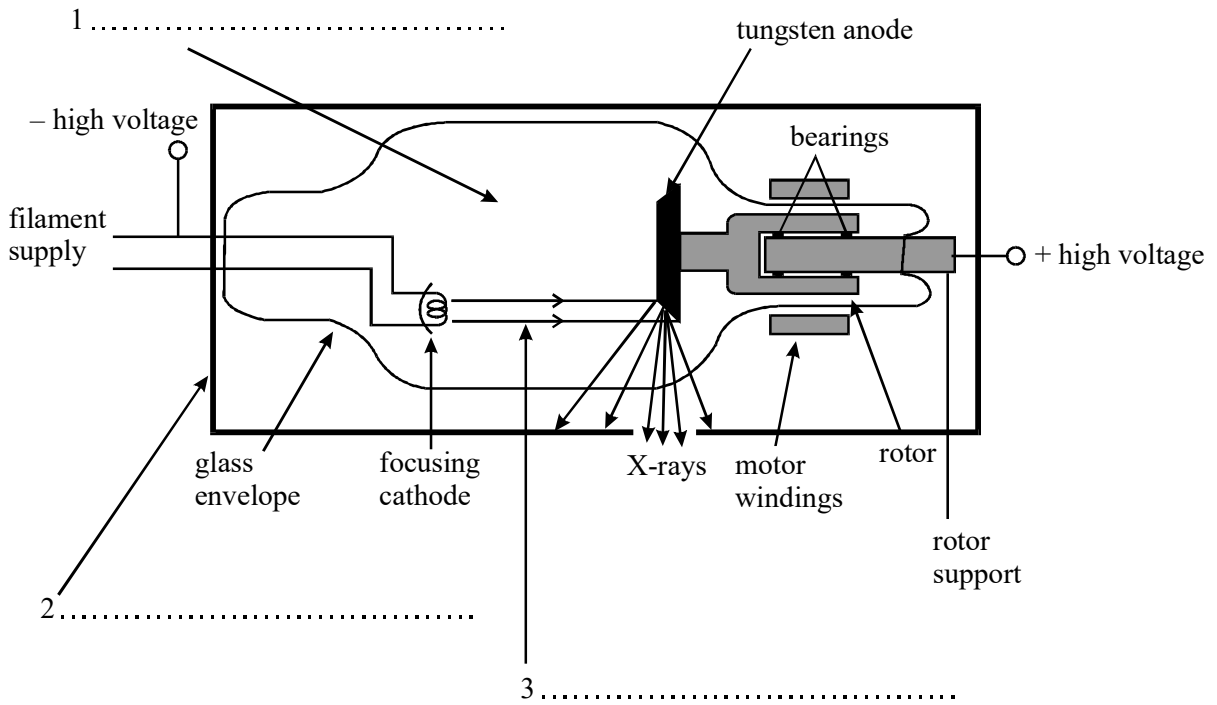 1 ........................................
tungsten anode
– high voltage
bearings
filament
supply
+ high voltage
glass
envelope
focusing
cathode
X-rays
motor
windings
rotor
rotor
support
2 ........................................
3 ........................................